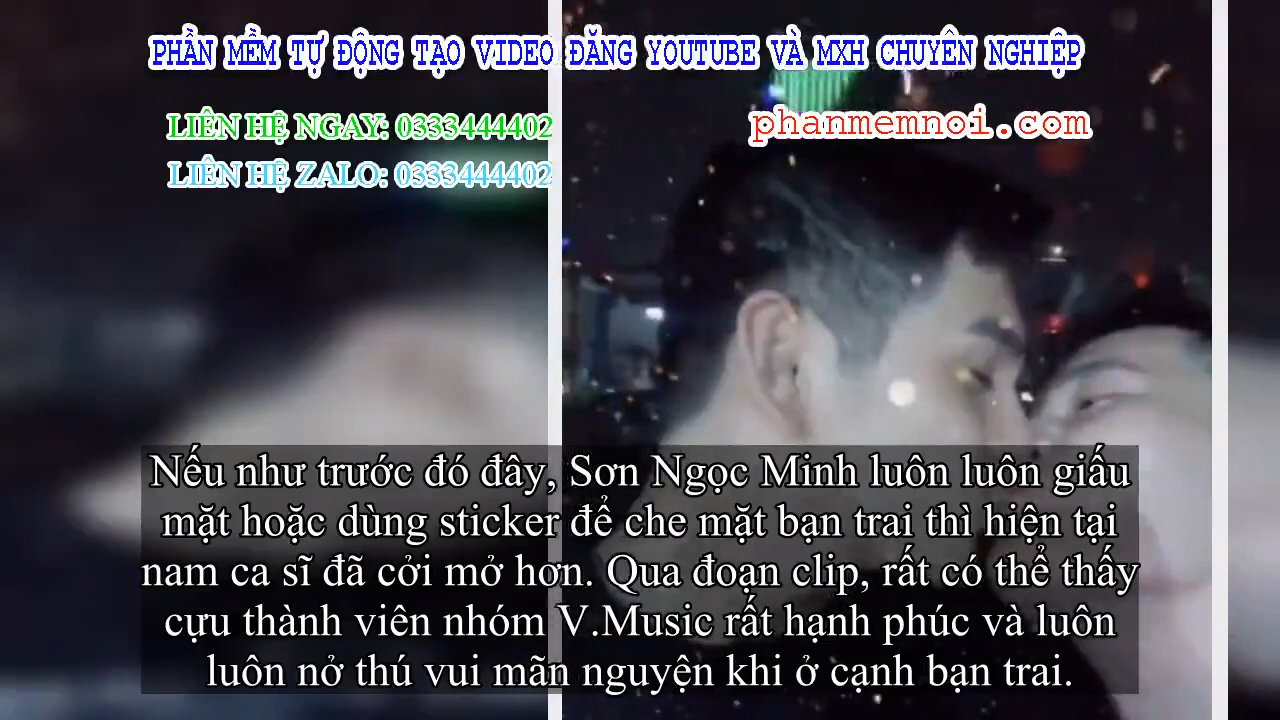 PHẦN MỀM TỰ ĐỘNG TẠO VIDEO ĐĂNG YOUTUBE VÀ MXH CHUYÊN NGHIỆP
LIÊN HỆ NGAY: 0333444402
phanmemnoi.com
LIÊN HỆ ZALO: 0333444402
Nếu như trước đó đây, Sơn Ngọc Minh luôn luôn giấu
mặt hoặc dùng sticker để che mặt bạn trai thì hiện tại
nam ca sĩ đã cởi mở hơn. Qua đoạn clip, rất có thể thấy
cựu thành viên nhóm V.Music rất hạnh phúc và luôn
luôn nở thú vui mãn nguyện khi ở cạnh bạn trai.